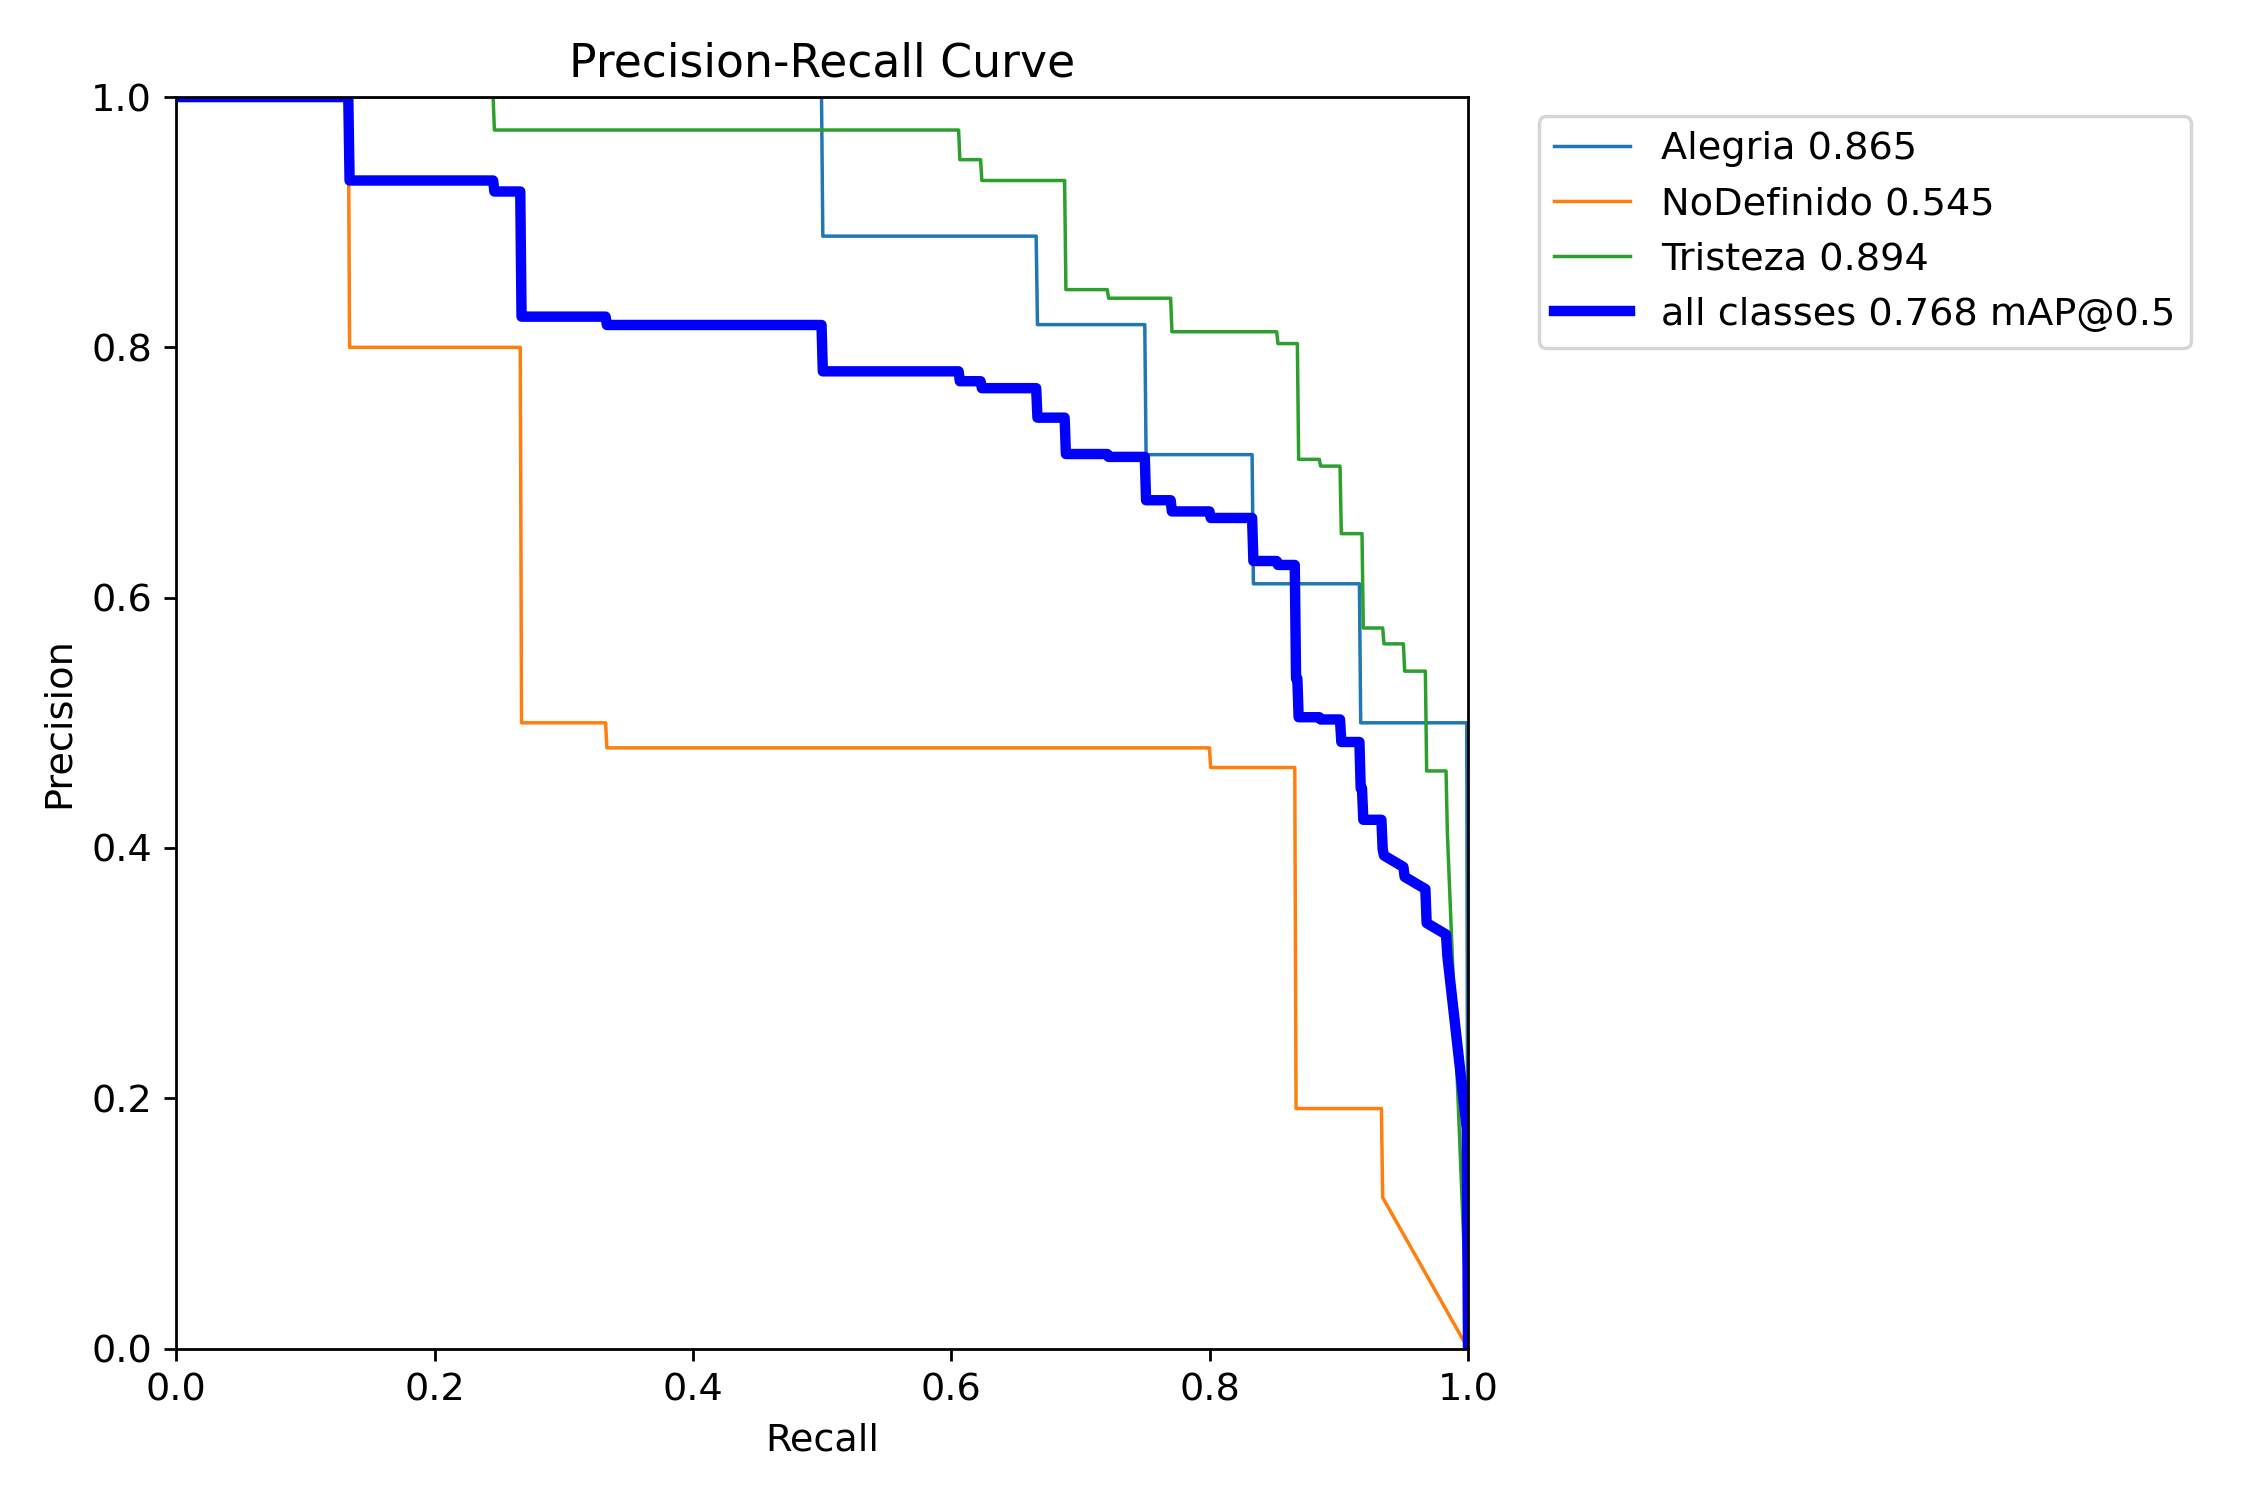 Precision-Recall Curve
1.0
0.8
0.6
0.4
0.2
0.0
Precision
0.0 0.2 0.4 0.6 0.8 1.0
Recall
Alegria 0.865
NoDefinido 0.545
Tristeza 0.894
all classes 0.768 mAP@0.5